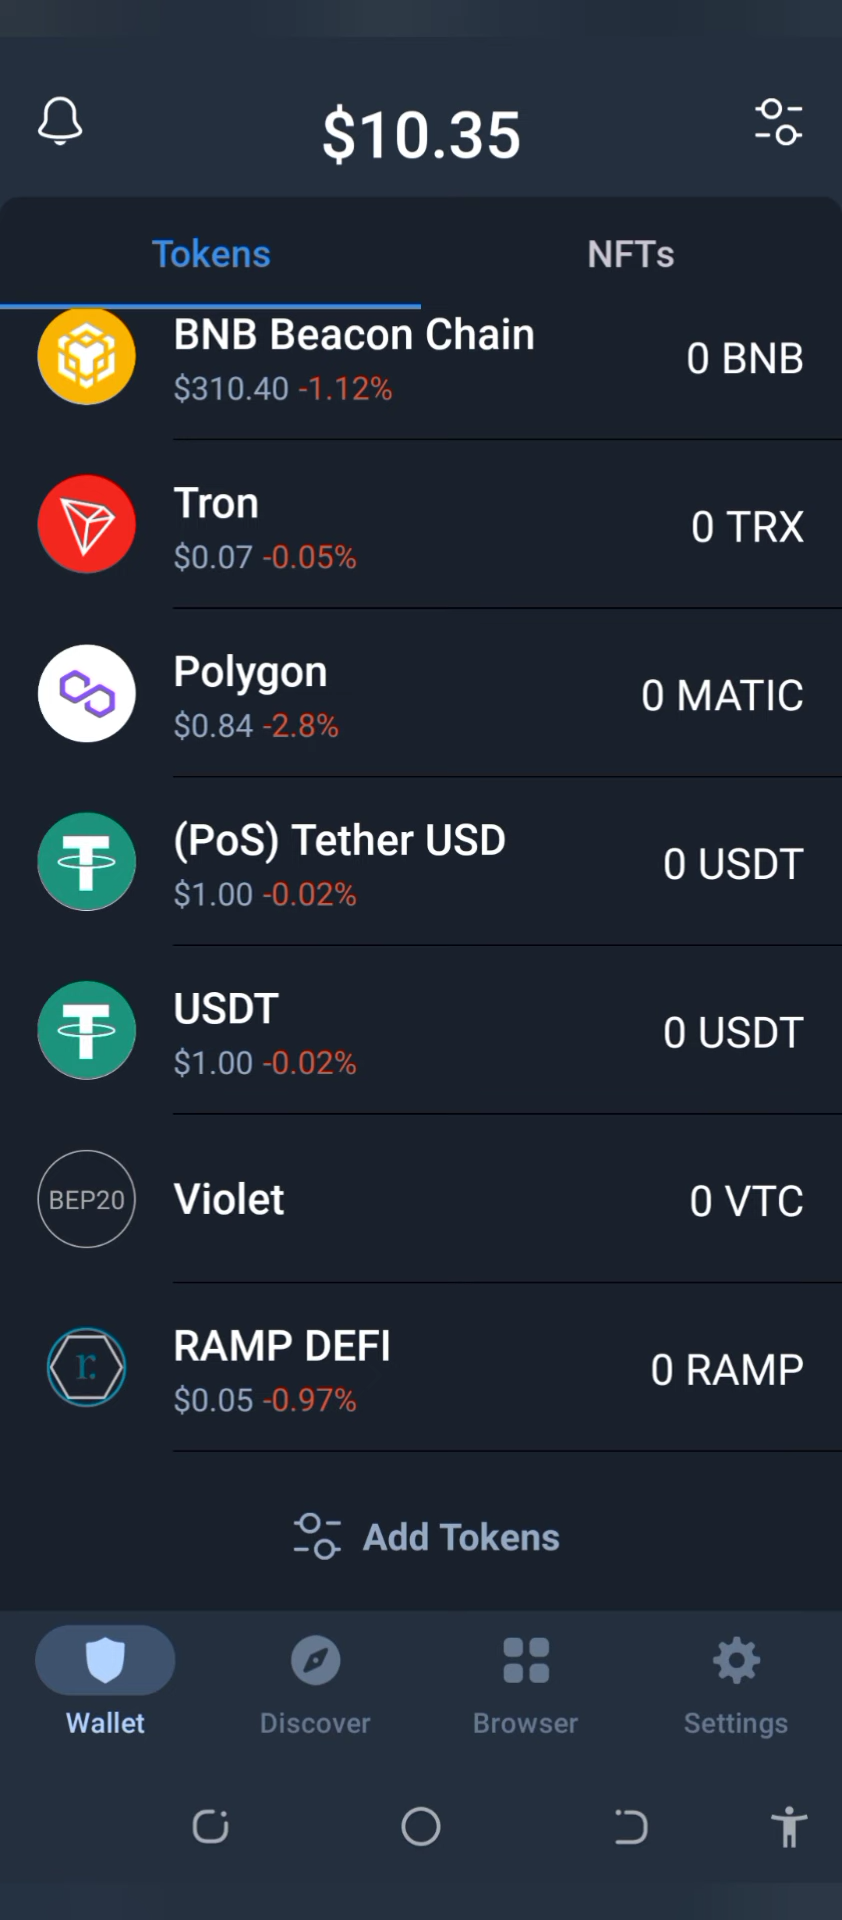 $10.35
Tokens
NFTs
BNB Beacon Chain
0 BNB
$310.40 -1.12%
Tron
0 TRX
$0.07 -0.05%
Polygon
0 MATIC
$0.84 -2.8%
(PoS) Tether USD
0 USDT
$1.00 -0.02%
USDT
0 USDT
$1.00 -0.02%
BEP20
Violet
0 VTC
r.
RAMP DEFI
0 RAMP
$0.05 -0.97%
Add Tokens
Wallet
Discover
Browser
Settings